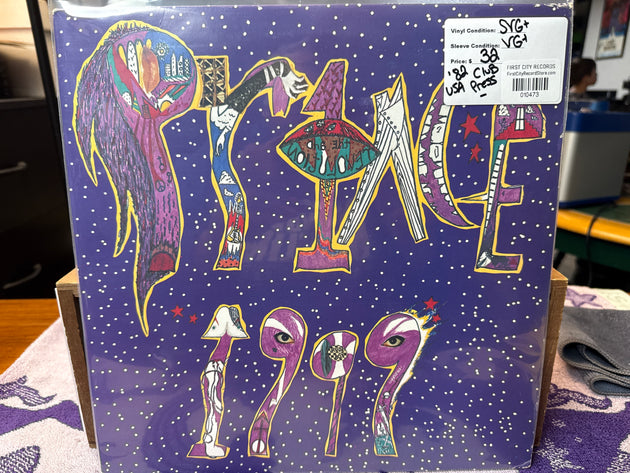 Vinyl Condition: SVG+
Sleeve Condition: VG+
Price: $ 32
'82 CLUB
USA Press
FIRST CITY RECORDS
FirstCityRecordStore.com
010473
PRINCE
1999